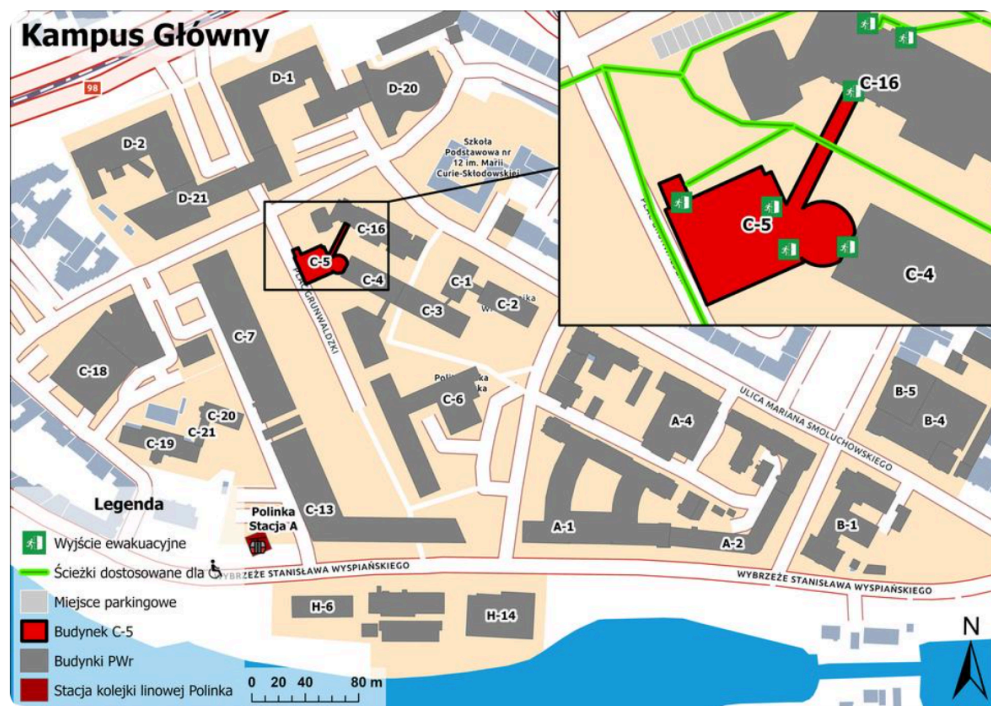 Kampus Główny
98
D-1
D-20
D-2
D-21
Szkoła
Podstawowa nr
12 im. Marii
Curie-Skłodowskiej
C-16
C-5
C-4
C-16
C-5
C-4
C-1
C-2
C-3
PLAC GRUNWALDZKI
C-7
C-18
C-6
C-20
C-21
C-19
ULICA MARIANA SMOLUCHOWSKIEGO
B-5
B-4
A-4
Legenda
Wyjście ewakuacyjne
Ścieżki dostosowane dla
Miejsce parkingowe
Budynek C-5
Budynki PWr
Stacja kolejki linowej Polinka
Polinka
Stacja A
C-13
A-1
A-2
B-1
WYBRZEŻE STANISŁAWA WYSPIAŃSKIEGO
WYBRZEŻE STANISŁAWA WYSPIAŃSKIEGO
H-6
H-14
0 20 40 80 m
N